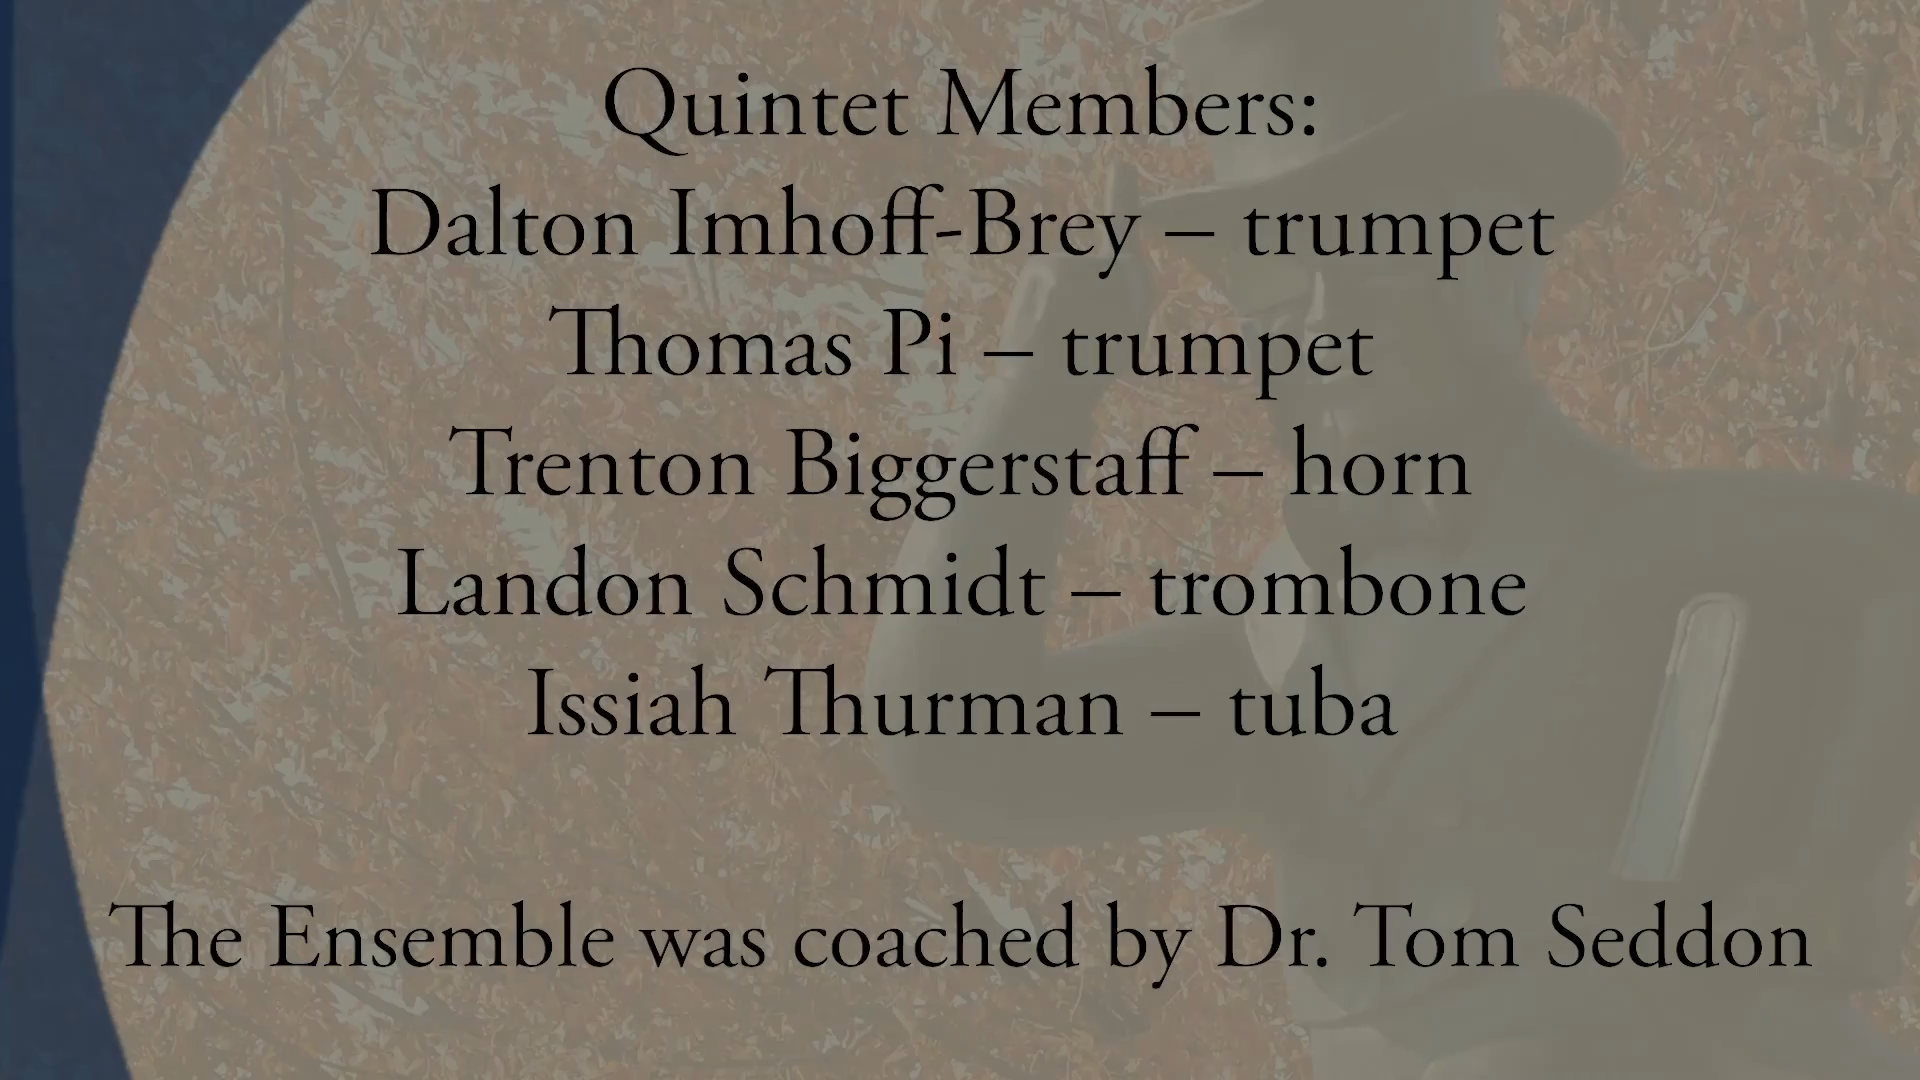 Quintet Members:
Dalton Imhoff-Brey – trumpet
Thomas Pi – trumpet
Trenton Biggerstaff – horn
Landon Schmidt – trombone
Issiah Thurman – tuba
The Ensemble was coached by Dr. Tom Seddon